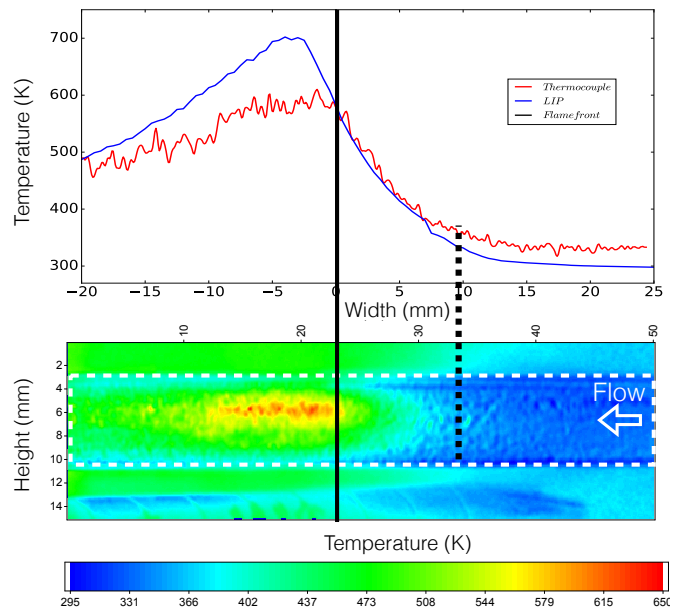 700
600
500
400
300
Temperature (K)
Thermocouple
LIP
Flamefront
−20 −15 −10 −5 0 5 10 15 20 25
Width (mm)
10 20 30 40 50
2
4
6
8
10
12
14
Height (mm)
Flow
Temperature (K)
295 331 366 402 437 473 508 544 579 615 650